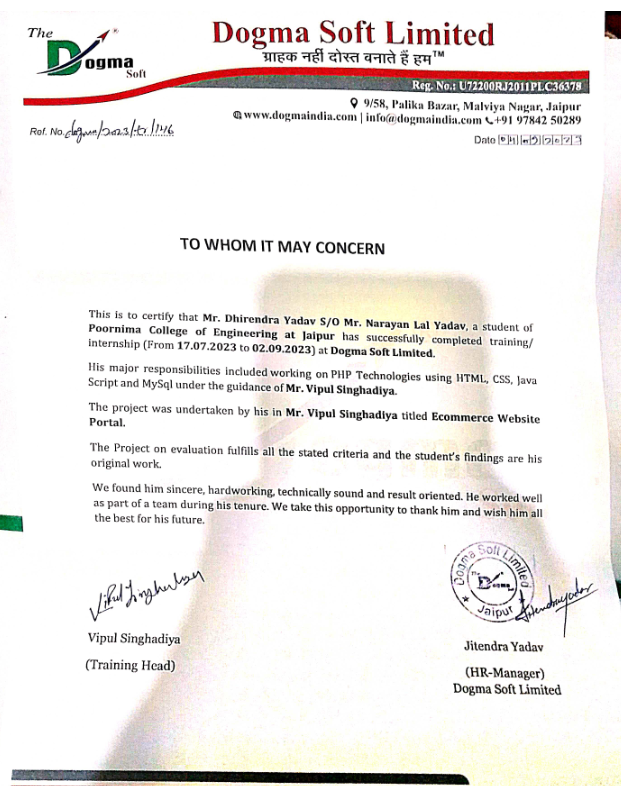 The
Dogma
Soft
Dogma Soft Limited
ग्राहक नहीं दोस्त बनाते हैं हम™
Reg. No.: U72200RJ2011PLC36378
9/58, Palika Bazar, Malviya Nagar, Jaipur
www.dogmaindia.com | info@dogmaindia.com +91 97842 50289
Ref. No. dogma/2023/ /146
Date
TO WHOM IT MAY CONCERN
This is to certify that Mr. Dhirendra Yadav S/O Mr. Narayan Lal Yadav, a student of
Poornima College of Engineering at Jaipur has successfully completed training/
internship (From 17.07.2023 to 02.09.2023) at Dogma Soft Limited.
His major responsibilities included working on PHP Technologies using HTML, CSS, Java
Script and MySql under the guidance of Mr. Vipul Singhadiya.
The project was undertaken by his in Mr. Vipul Singhadiya titled Ecommerce Website
Portal.
The Project on evaluation fulfills all the stated criteria and the student's findings are his
original work.
We found him sincere, hardworking, technically sound and result oriented. He worked well
as part of a team during his tenure. We take this opportunity to thank him and wish him all
the best for his future.
Dogma Soft Limited
Jaipur
Jitendrayadav
Vipul Singhadiya
(Training Head)
Jitendra Yadav
(HR-Manager)
Dogma Soft Limited